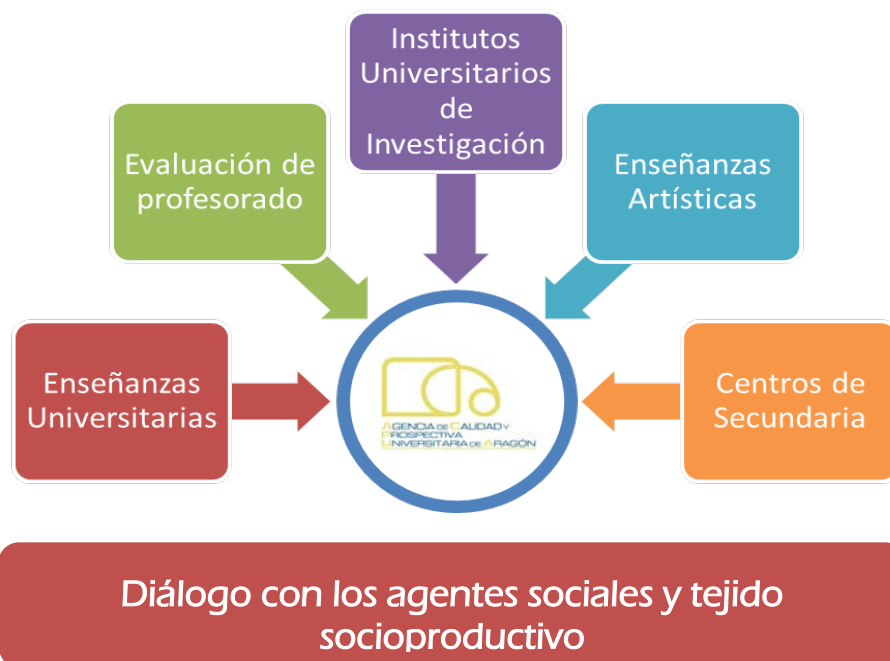 Institutos
Universitarios
de
Investigación
Evaluación de
profesorado
Enseñanzas
Artísticas
Enseñanzas
Universitarias
Centros de
Secundaria
AGENCIA DE CALIDAD Y
PROSPECTIVA
UNIVERSITARIA DE ARAGÓN
Diálogo con los agentes sociales y tejido
socioproductivo